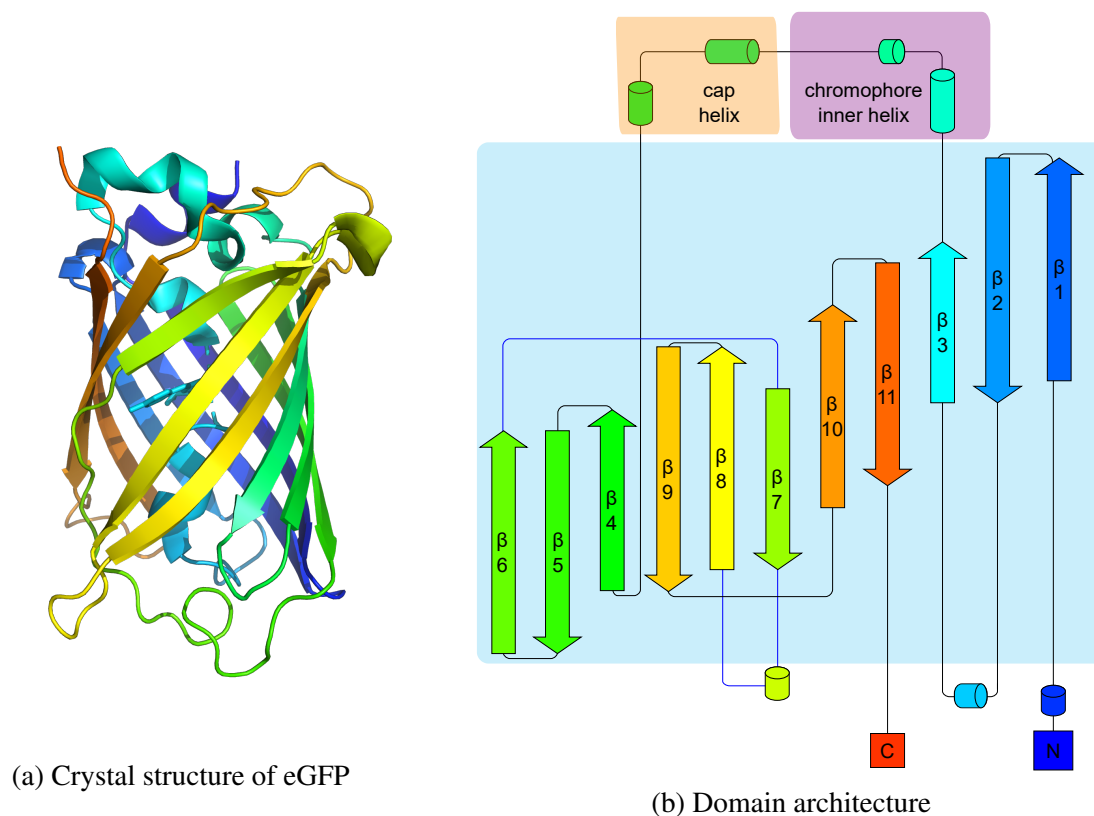 cap
helix
chromophore
inner helix
β
1
β
2
β
3
β
11
β
10
β
9
β
8
β
7
β
4
β
5
β
6
C
N
(a) Crystal structure of eGFP
(b) Domain architecture